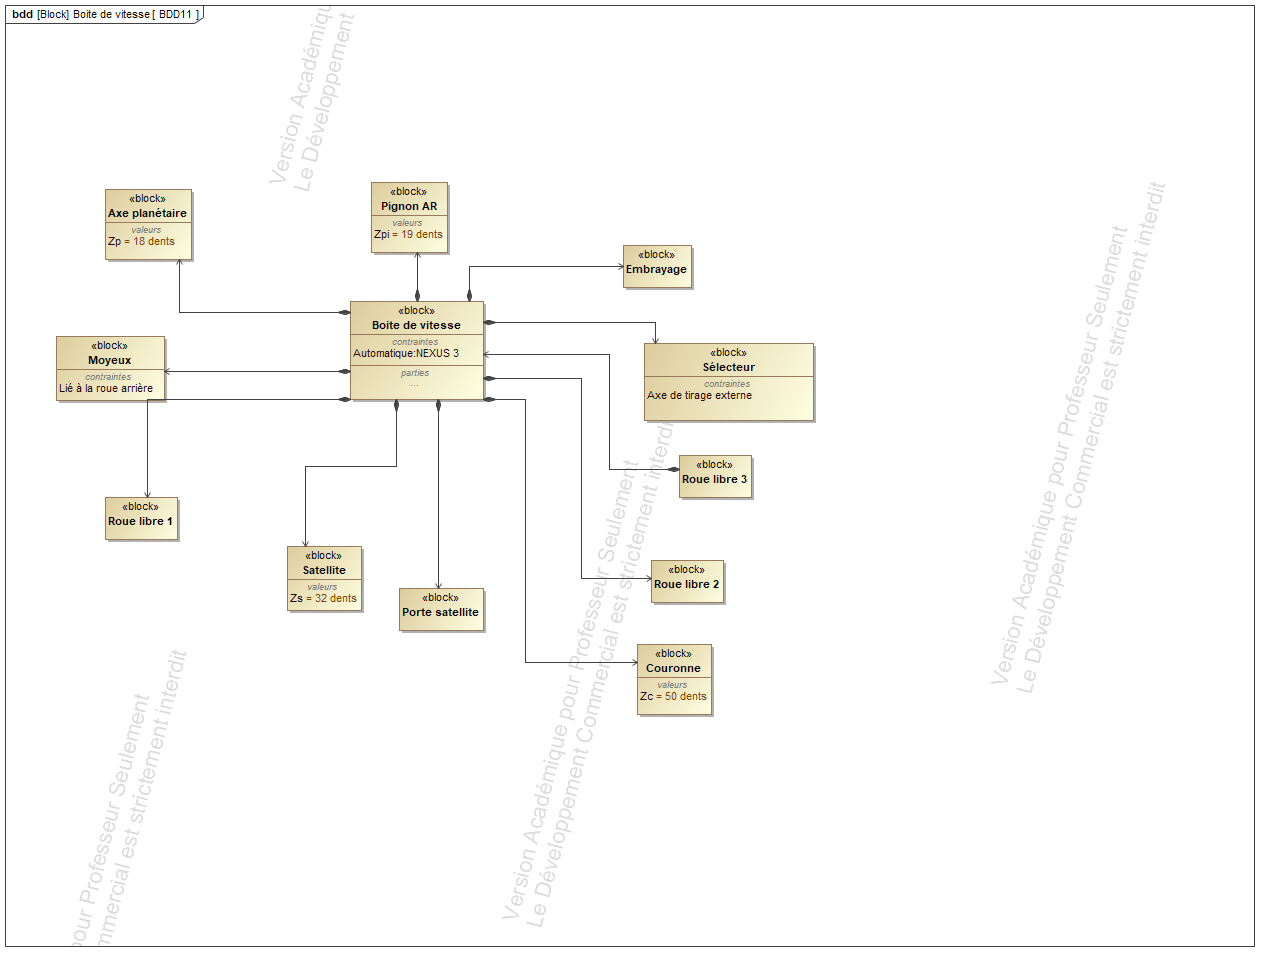 bdd [Block] Boite de vitesse [ BDD11 ]
Version Académiqu
Le Développement
«block»
Axe planétaire
valeurs
Zp = 18 dents
«block»
Pignon AR
valeurs
Zpi = 19 dents
«block»
Embrayage
«block»
Boite de vitesse
contraintes
Automatique:NEXUS 3
parties
...
«block»
Moyeux
contraintes
Lié à la roue arrière
«block»
Sélecteur
contraintes
Axe de tirage externe
«block»
Roue libre 3
«block»
Roue libre 1
«block»
Satellite
valeurs
Zs = 32 dents
«block»
Porte satellite
«block»
Roue libre 2
«block»
Couronne
valeurs
Zc = 50 dents
Version Académique pour Professeur Seulement
Le Développement Commercial est strictement interdit
Version Académique pour Professeur Seulement
Le Développement Commercial est strictement interdit
our Professeur Seulement
mmercial est strictement interdit